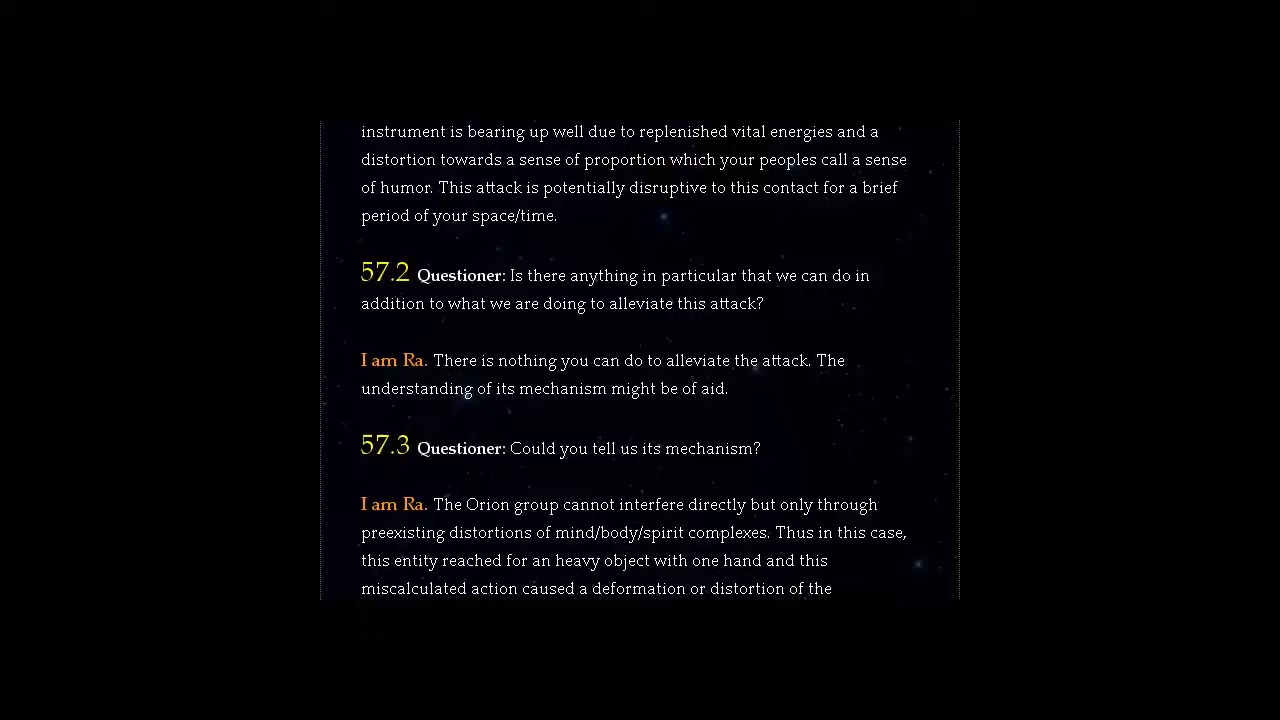 instrument is bearing up well due to replenished vital energies and a
distortion towards a sense of proportion which your peoples call a sense
of humor. This attack is potentially disruptive to this contact for a brief
period of your space/time.
57.2 Questioner: Is there anything in particular that we can do in
addition to what we are doing to alleviate this attack?
I am Ra. There is nothing you can do to alleviate the attack. The
understanding of its mechanism might be of aid.
57.3 Questioner: Could you tell us its mechanism?
I am Ra. The Orion group cannot interfere directly but only through
preexisting distortions of mind/body/spirit complexes. Thus in this case,
this entity reached for an heavy object with one hand and this
miscalculated action caused a deformation or distortion of the